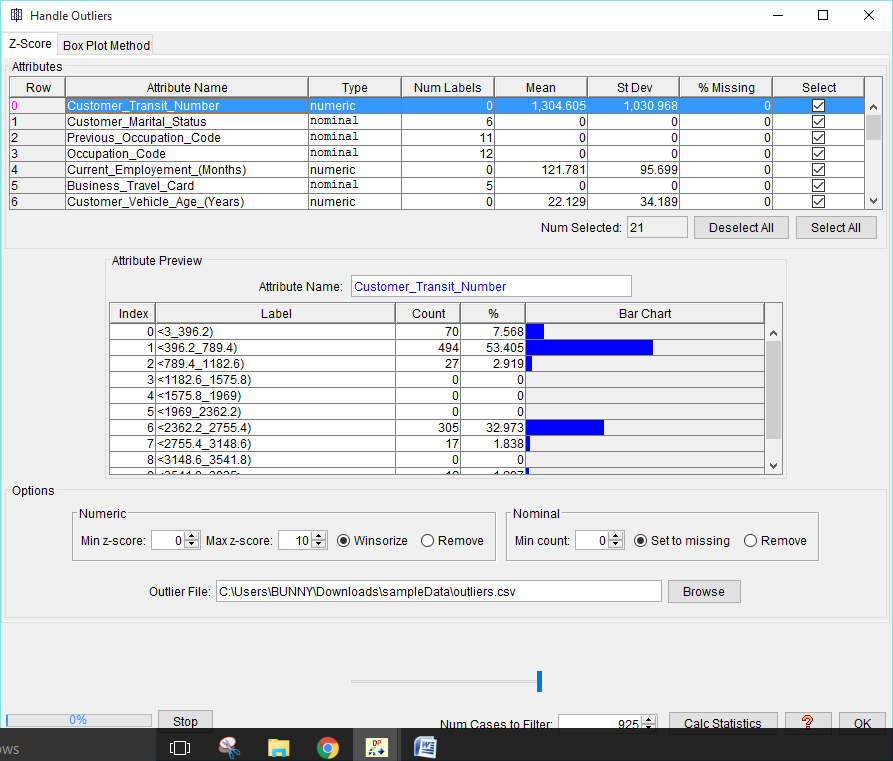 Handle Outliers
Z-Score Box Plot Method
Attributes
Row Attribute Name Type Num Labels Mean St Dev % Missing Select
0 Customer_Transit_Number numeric 0 1,304.605 1,030.968 0
1 Customer_Marital_Status nominal 6 0 0 0
2 Previous_Occupation_Code nominal 11 0 0 0
3 Occupation_Code nominal 12 0 0 0
4 Current_Employement_(Months) numeric 0 121.781 95.699 0
5 Business_Travel_Card nominal 5 0 0 0
6 Customer_Vehicle_Age_(Years) numeric 0 22.129 34.189 0
Num Selected: 21 Deselect All Select All
Attribute Preview
Attribute Name: Customer_Transit_Number
Index Label Count % Bar Chart
0 <3_396.2) 70 7.568
1 <396.2_789.4) 494 53.405
2 <789.4_1182.6) 27 2.919
3 <1182.6_1575.8) 0 0
4 <1575.8_1969) 0 0
5 <1969_2362.2) 0 0
6 <2362.2_2755.4) 305 32.973
7 <2755.4_3148.6) 17 1.838
8 <3148.6_3541.8) 0 0
Options
Numeric Nominal
Min z-score: 0 Max z-score: 10 Winsorize Remove Min count: 0 Set to missing Remove
Outlier File: C:\Users\BUNNY\Downloads\sampleData\outliers.csv Browse
0% Stop Num Cases to Filter: 925 Calc Statistics ? OK
ows DP W